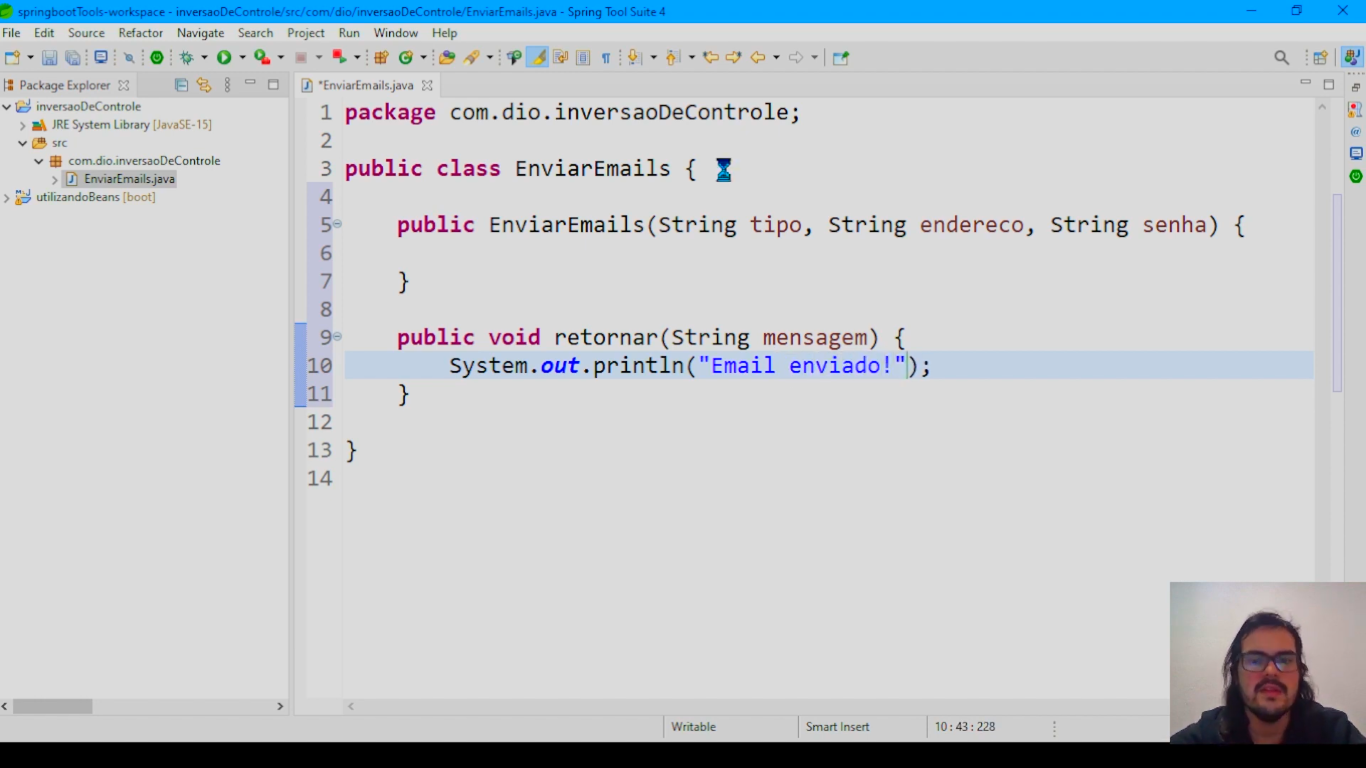 springbootTools-workspace - inversaoDeControle/src/com/dio/inversaoDeControle/EnviarEmails.java - Spring Tool Suite 4
File Edit Source Refactor Navigate Search Project Run Window Help
Package Explorer
*EnviarEmails.java
inversaoDeControle
JRE System Library [JavaSE-15]
src
com.dio.inversaoDeControle
EnviarEmails.java
utilizandoBeans [boot]
1 package com.dio.inversaoDeControle;
2
3 public class EnviarEmails {
4
5 public EnviarEmails(String tipo, String endereco, String senha) {
6
7 }
8
9 public void retornar(String mensagem) {
10 System.out.println("Email enviado!");
11 }
12
13 }
14
Writable Smart Insert 10 : 43 : 228